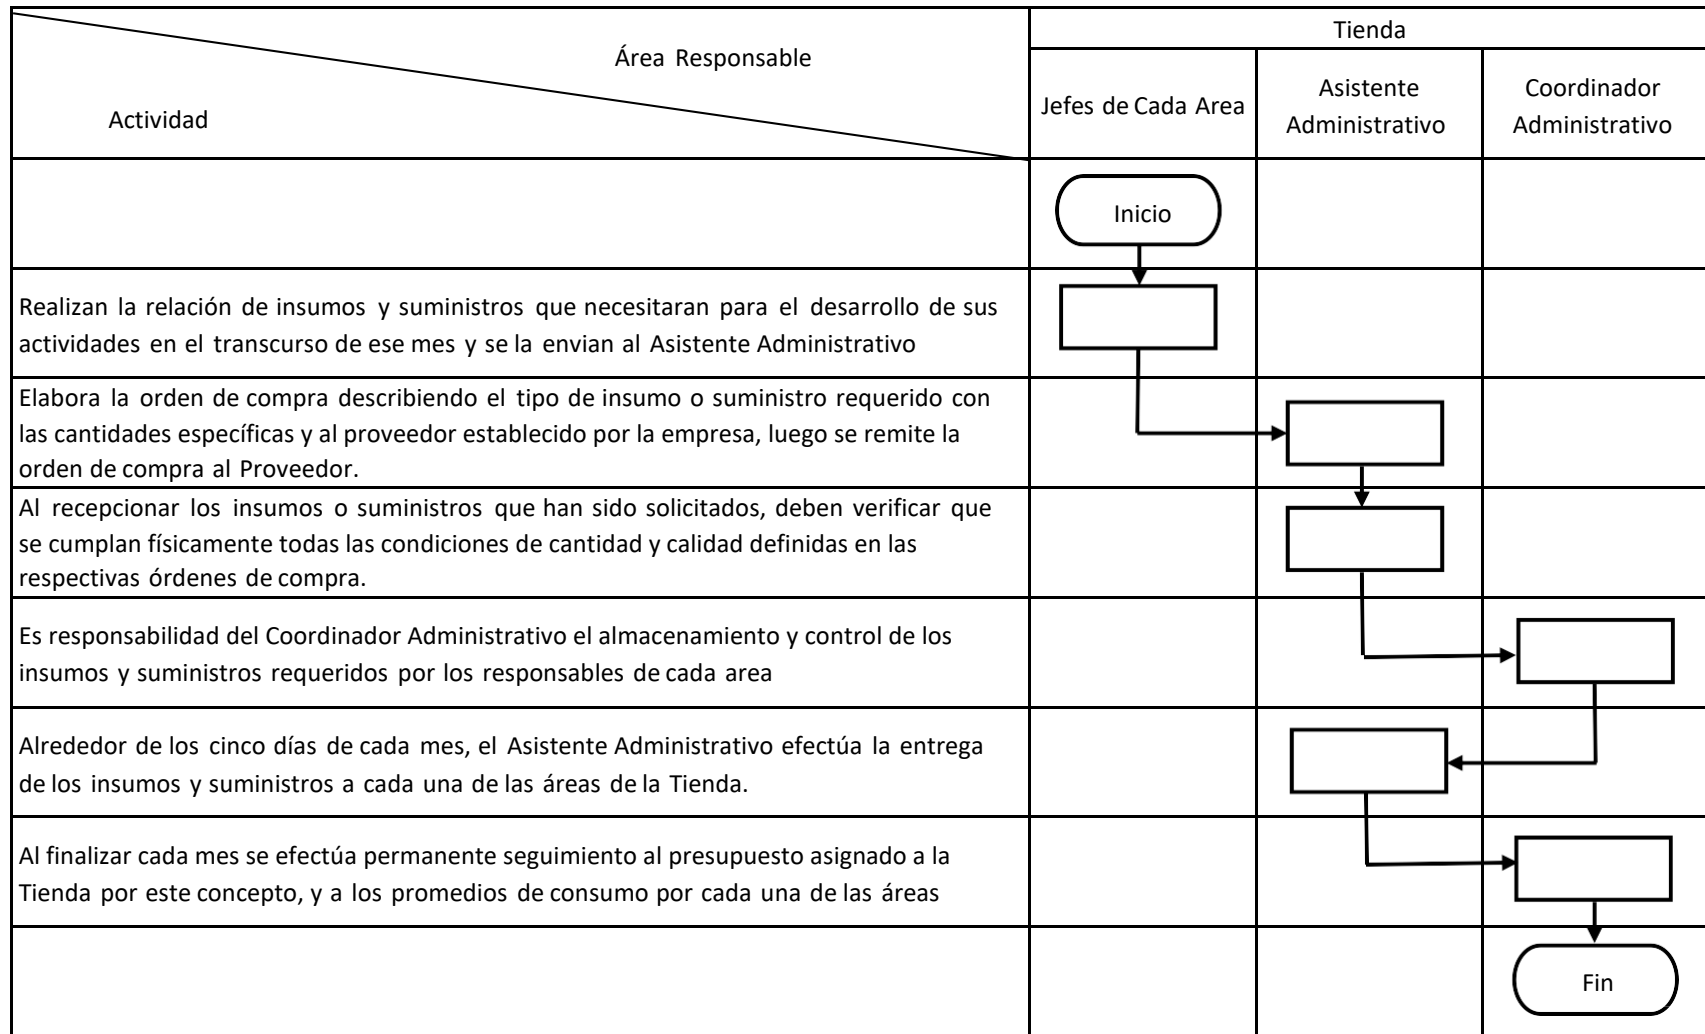 Área Responsable
Actividad
Tienda
Jefes de Cada Area
Asistente
Administrativo
Coordinador
Administrativo
Inicio
Realizan la relación de insumos y suministros que necesitaran para el desarrollo de sus
actividades en el transcurso de ese mes y se la envian al Asistente Administrativo
Elabora la orden de compra describiendo el tipo de insumo o suministro requerido con
las cantidades específicas y al proveedor establecido por la empresa, luego se remite la
orden de compra al Proveedor.
Al recepcionar los insumos o suministros que han sido solicitados, deben verificar que
se cumplan físicamente todas las condiciones de cantidad y calidad definidas en las
respectivas órdenes de compra.
Es responsabilidad del Coordinador Administrativo el almacenamiento y control de los
insumos y suministros requeridos por los responsables de cada area
Alrededor de los cinco días de cada mes, el Asistente Administrativo efectúa la entrega
de los insumos y suministros a cada una de las áreas de la Tienda.
Al finalizar cada mes se efectúa permanente seguimiento al presupuesto asignado a la
Tienda por este concepto, y a los promedios de consumo por cada una de las áreas
Fin